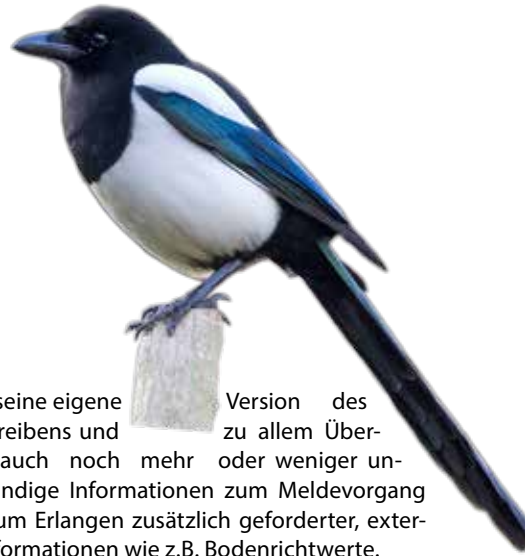 seine eigene Version des
reibens und zu allem Über-
auch noch mehr oder weniger un-
ndige Informationen zum Meldevorgang
um Erlangen zusätzlich geforderter, exter-
formationen wie z.B. Bodenrichtwerte.